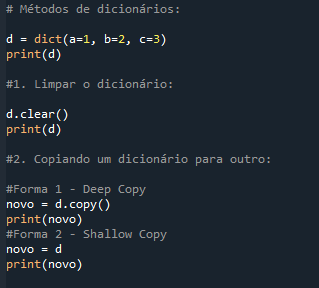 # Métodos de dicionários:
d = dict(a=1, b=2, c=3)
print(d)
#1. Limpar o dicionário:
d.clear()
print(d)
#2. Copiando um dicionário para outro:
#Forma 1 - Deep Copy
novo = d.copy()
print(novo)
#Forma 2 - Shallow Copy
novo = d
print(novo)